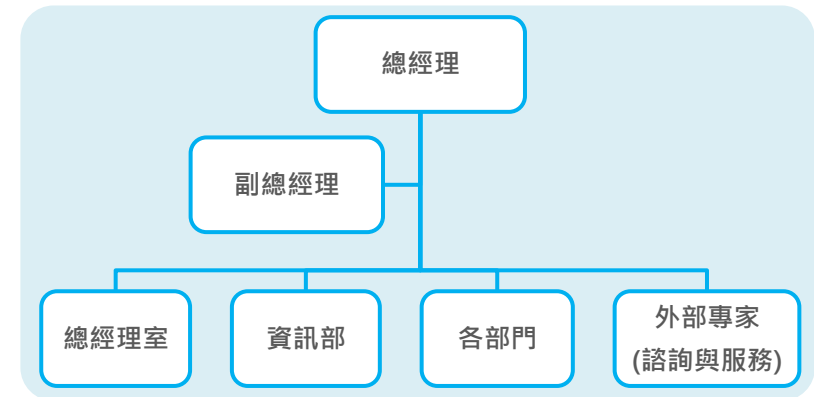 總經理
副總經理
總經理室
資訊部
各部門
外部專家
(諮詢與服務)